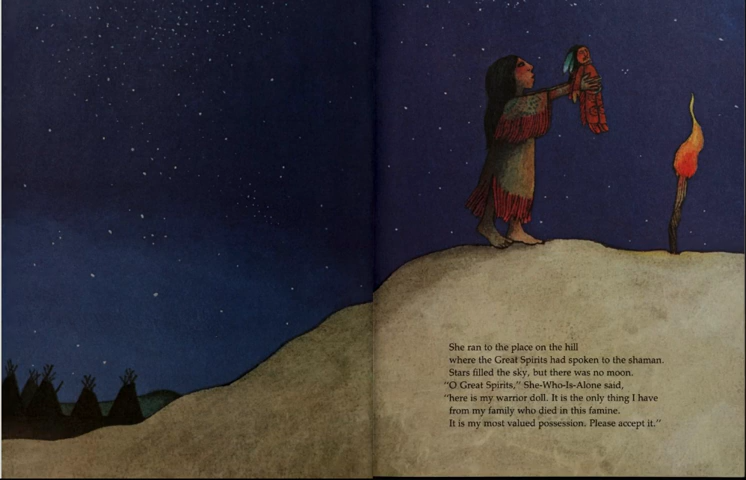 She ran to the place on the hill
where the Great Spirits had spoken to the shaman.
Stars filled the sky, but there was no moon.
"O Great Spirits," She-Who-Is-Alone said,
"here is my warrior doll. It is the only thing I have
from my family who died in this famine.
It is my most valued possession. Please accept it."